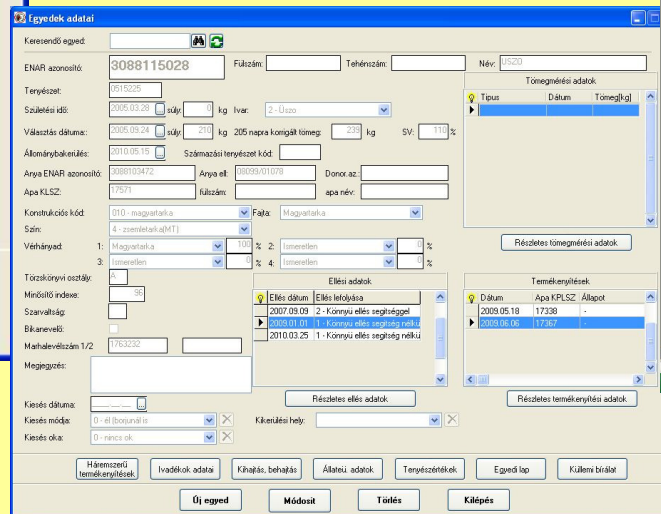 Egyedek adatai
Keresendő egyed:
ENAR azonosító: 3088115028 Fülszám: Tehénszám: Név: ÜSZŐ
Tenyészet: 0515225
Születési idő: 2005.03.28 ... súly: 0 kg Ivar: 2 - Üsző
Választás dátuma:: 2005.09.24 ... súly: 210 kg 205 napra korrigált tömeg: 239 kg SV: 110 %
Állománybakerülés: 2010.05.15 ... Származási tenyészet kód:
Anya ENAR azonosító: 3088103472 Anya ell: 08099/01078 Donor.az.:
Apa KLSZ: 17571 fülszám: apa név:
Tömegmérési adatok
Típus Dátum Tömeg[kg]
Részletes tömegmérési adatok
Konstrukciós kód: 010 - magyartarka Fajta: Magyartarka
Szín: 4 - zsemletarka(MT)
Vérhányad: 1: Magyartarka 100 % 2: Ismeretlen 0 %
3: Ismeretlen 0 % 4: Ismeretlen 0 %
Törzskönyvi osztály: A
Minősítő indexe: 96
Szarvaltság:
Bikanevelő:
Marhalevélszám 1/2 1763232
Megjegyzés:
Ellési adatok
Ellés dátum Ellés lefolyása
2007.09.09 2 - Könnyű ellés segítséggel
2009.01.01 1 - Könnyű ellés segítség nélkü
2010.03.25 1 - Könnyű ellés segítség nélkü
Részletes ellés adatok
Termékenyítések
Dátum Apa KPLSZ Állapot
2009.05.18 17338 -
2009.06.06 17367 -
Részletes termékenyítési adatok
Kiesés dátuma: __.__.__ ...
Kiesés módja: 0 - él (borjúnál is Kikerülési hely:
Kiesés oka: 0 - nincs ok
Háremszerű termékenyítések Ivadékok adatai Kihajtás, behajtás Állateü. adatok Tenyészértékek Egyedi lap Küllemi bírálat
Új egyed Módosít Törlés Kilépés